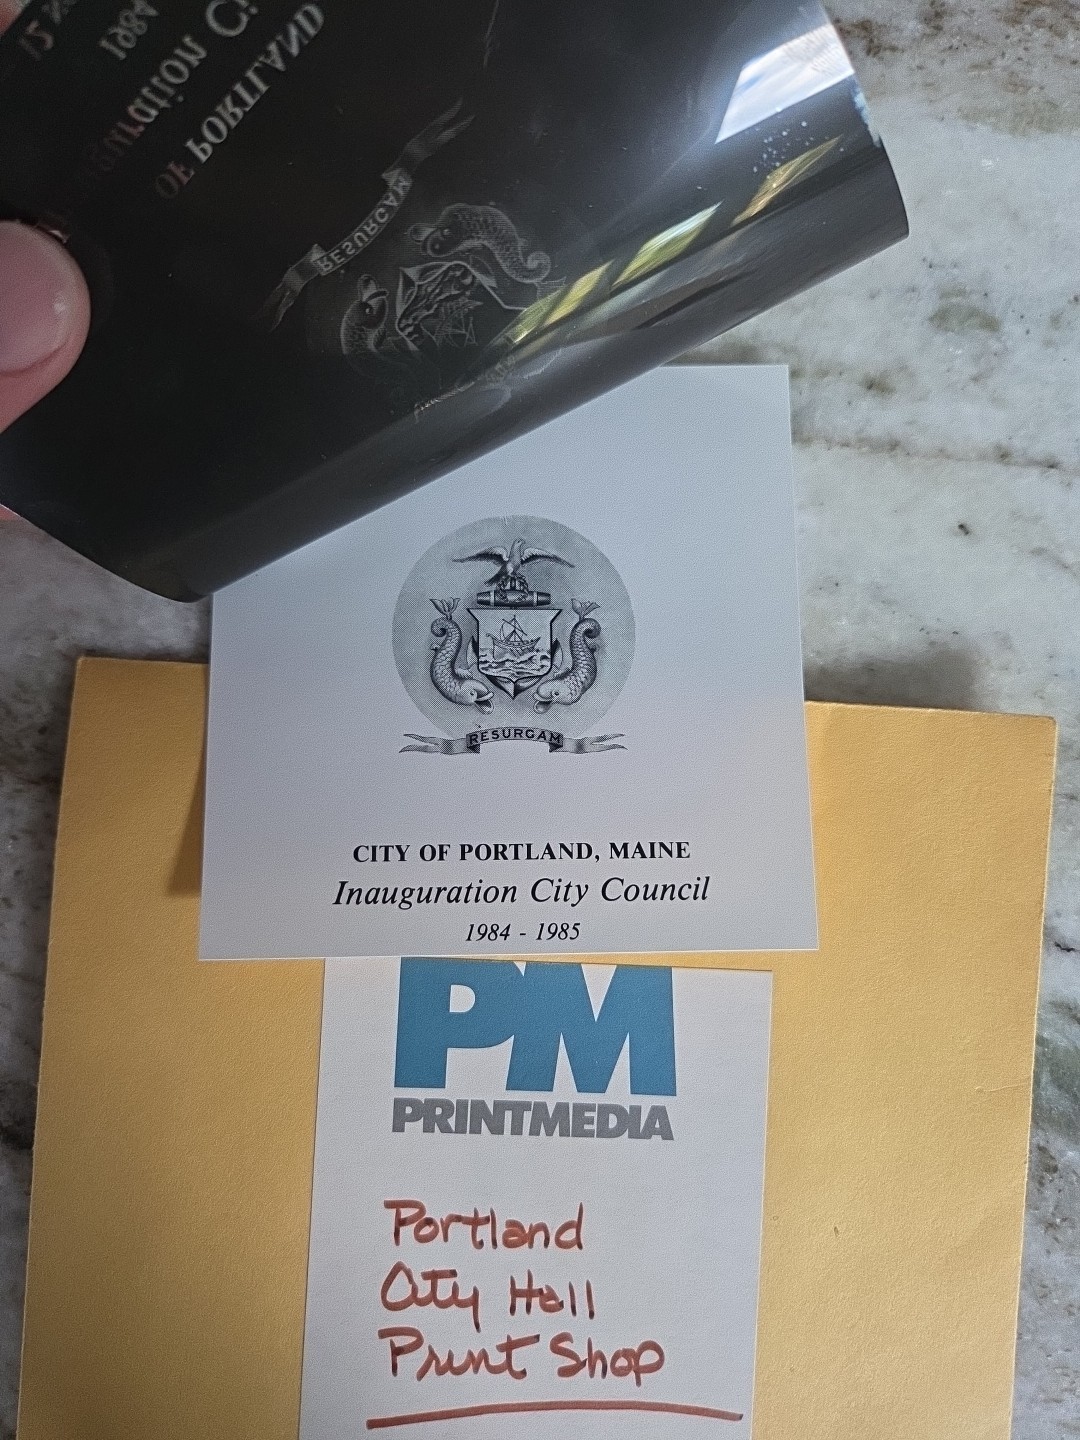 1984
OF PORTLAND
RESURGAM
RESURGAM
CITY OF PORTLAND, MAINE
Inauguration City Council
1984 - 1985
PM
PRINTMEDIA
Portland
City Hall
Print Shop